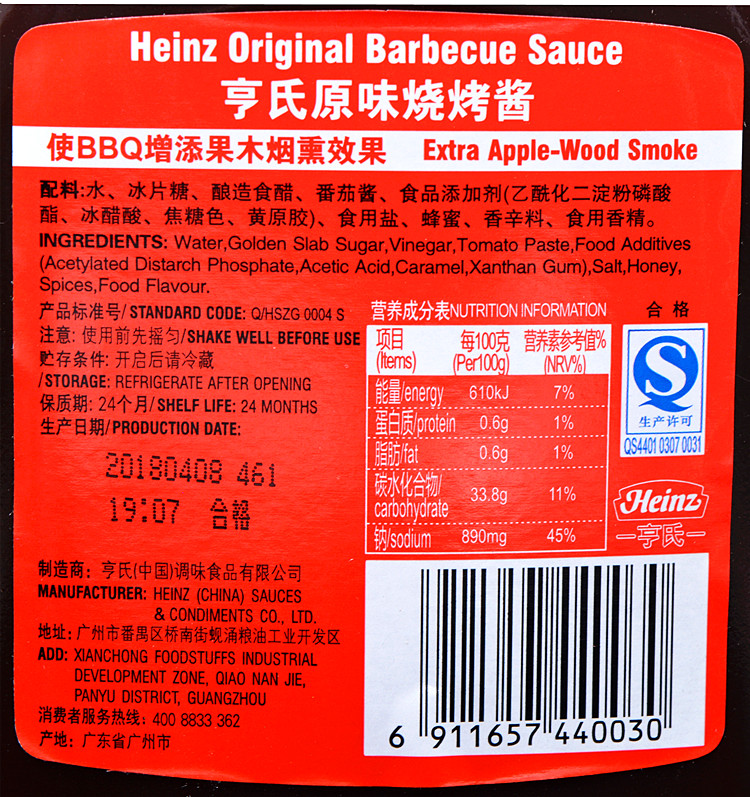 Heinz Original Barbecue Sauce
亨氏原味烧烤酱
使BBQ增添果木烟熏效果 Extra Apple-Wood Smoke
配料:水、冰片糖、酿造食醋、番茄酱、食品添加剂(乙酰化二淀粉磷酸
酯、冰醋酸、焦糖色、黄原胶)、食用盐、蜂蜜、香辛料、食用香精。
INGREDIENTS: Water,Golden Slab Sugar,Vinegar,Tomato Paste,Food Additives
(Acetylated Distarch Phosphate,Acetic Acid,Caramel,Xanthan Gum),Salt,Honey,
Spices,Food Flavour.
产品标准号/STANDARD CODE: Q/HSZG 0004 S
注意: 使用前先摇匀/SHAKE WELL BEFORE USE
贮存条件: 开启后请冷藏
/STORAGE: REFRIGERATE AFTER OPENING
保质期: 24个月/SHELF LIFE: 24 MONTHS
生产日期/PRODUCTION DATE:
20180408 461
19:07 合格
营养成分表NUTRITION INFORMATION
项目 每100克 营养素参考值%
(Items) (Per100g) (NRV%)
能量/energy 610kJ 7%
蛋白质/protein 0.6g 1%
脂肪/fat 0.6g 1%
碳水化合物/
carbohydrate 33.8g 11%
钠/sodium 890mg 45%
合格
生产许可
QS4401 0307 0031
Heinz
亨氏
制造商: 亨氏(中国)调味食品有限公司
MANUFACTURER: HEINZ (CHINA) SAUCES
& CONDIMENTS CO., LTD.
地址: 广州市番禺区桥南街蚬涌粮油工业开发区
ADD: XIANCHONG FOODSTUFFS INDUSTRIAL
DEVELOPMENT ZONE, QIAO NAN JIE,
PANYU DISTRICT, GUANGZHOU
消费者服务热线: 400 8833 362
产地: 广东省广州市
6 911657 440030